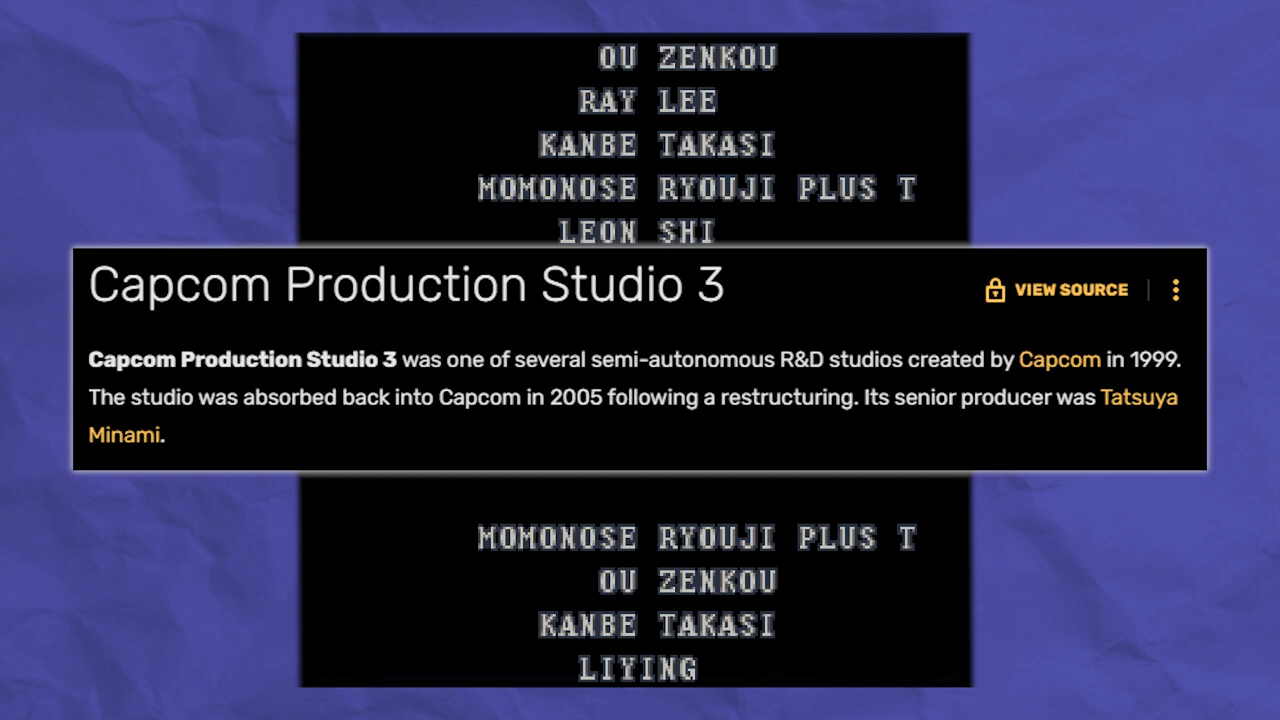 OU ZENKOU
RAY LEE
KANBE TAKASI
MOMONOSE RYOUJI PLUS T
LEON SHI
Capcom Production Studio 3
VIEW SOURCE
Capcom Production Studio 3 was one of several semi-autonomous R&D studios created by Capcom in 1999.
The studio was absorbed back into Capcom in 2005 following a restructuring. Its senior producer was Tatsuya
Minami.
MOMONOSE RYOUJI PLUS T
OU ZENKOU
KANBE TAKASI
LIYING